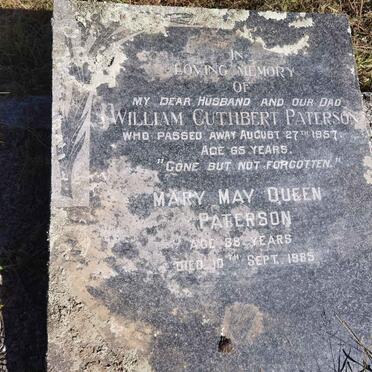 IN
LOVING MEMORY
OF
MY DEAR HUSBAND AND OUR DAD
WILLIAM CUTHBERT PATERSON
WHO PASSED AWAY AUGUST 27TH 1957.
AGE 65 YEARS.
"GONE BUT NOT FORGOTTEN."
MARY MAY QUEEN
PATERSON
AGE 88 YEARS
DIED 10TH SEPT. 1985